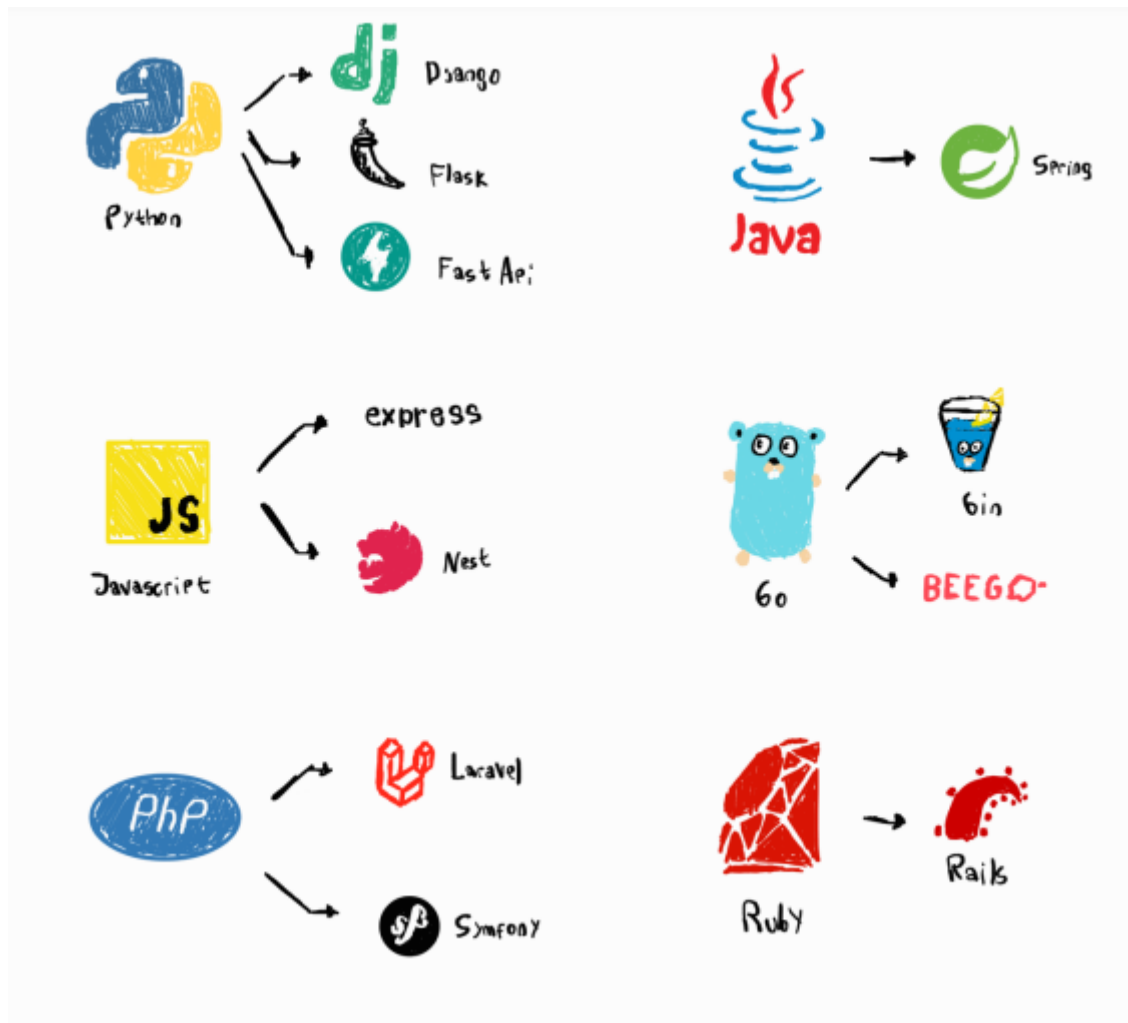 dj
Django
Flask
Python
Fast Api
Java
Spring
express
JS
Nest
Javascript
Gin
Go
BEEGO
Laravel
PhP
Symfony
sf
Ruby
Rails